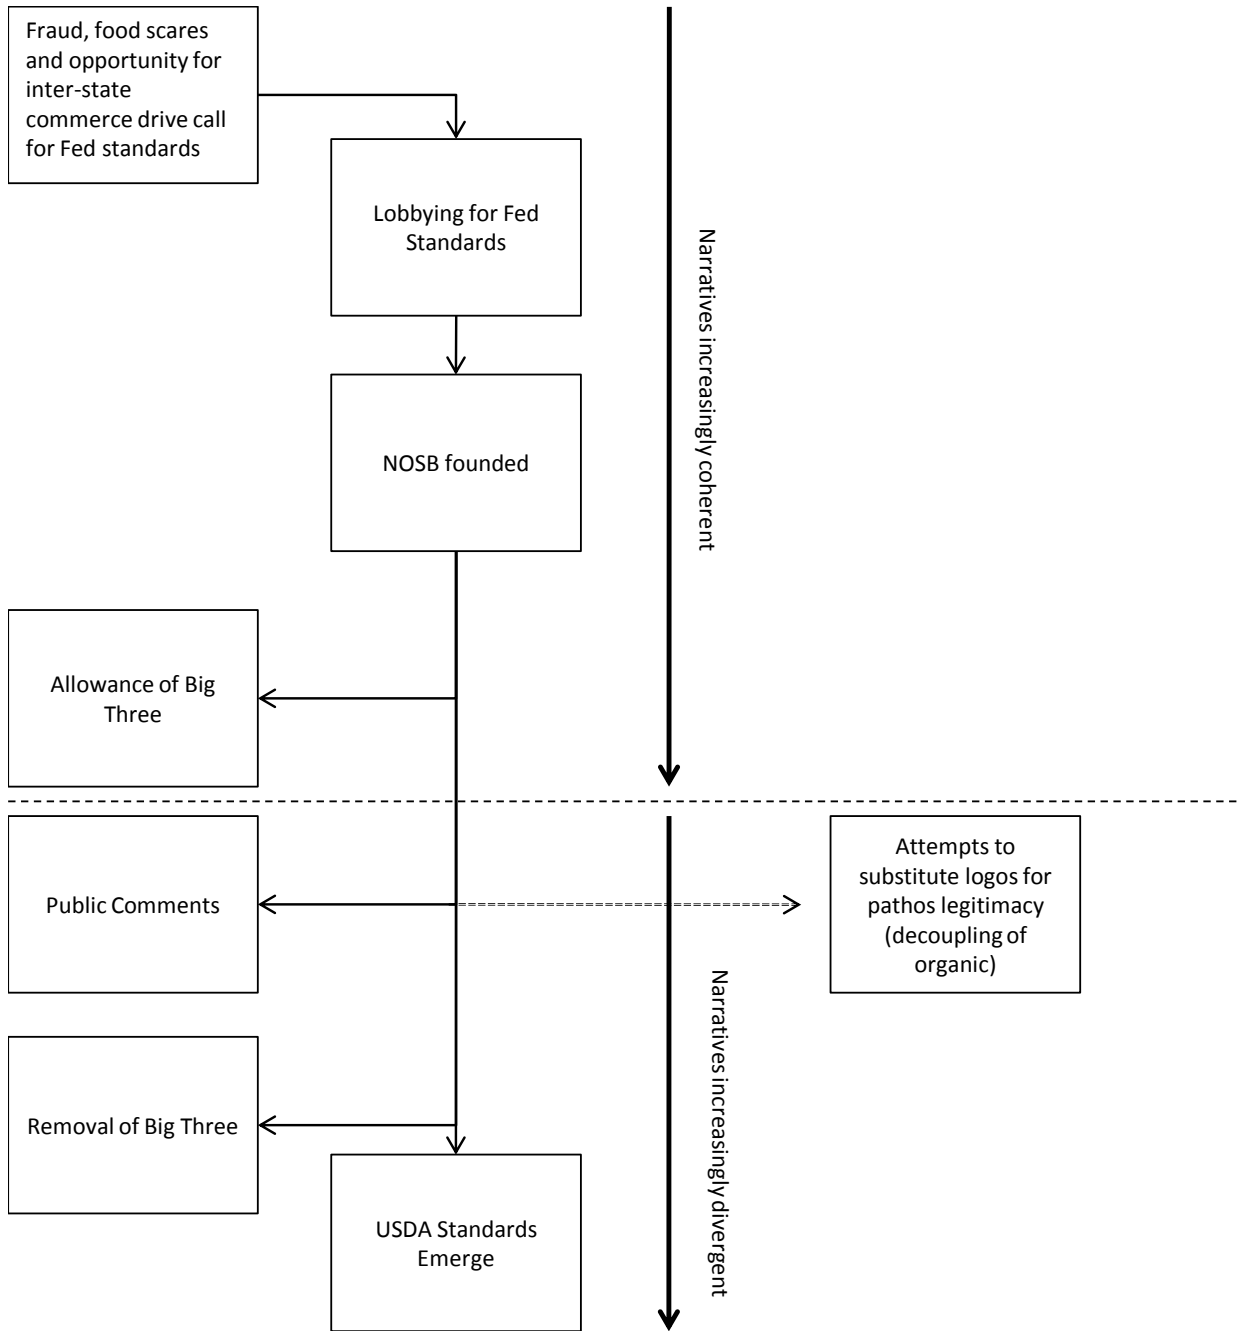 Fraud, food scares
and opportunity for
inter-state
commerce drive call
for Fed standards
Lobbying for Fed
Standards
Narratives increasingly coherent
NOSB founded
Allowance of Big
Three
Public Comments
Attempts to
substitute logos for
pathos legitimacy
(decoupling of
organic)
Narratives increasingly divergent
Removal of Big Three
USDA Standards
Emerge